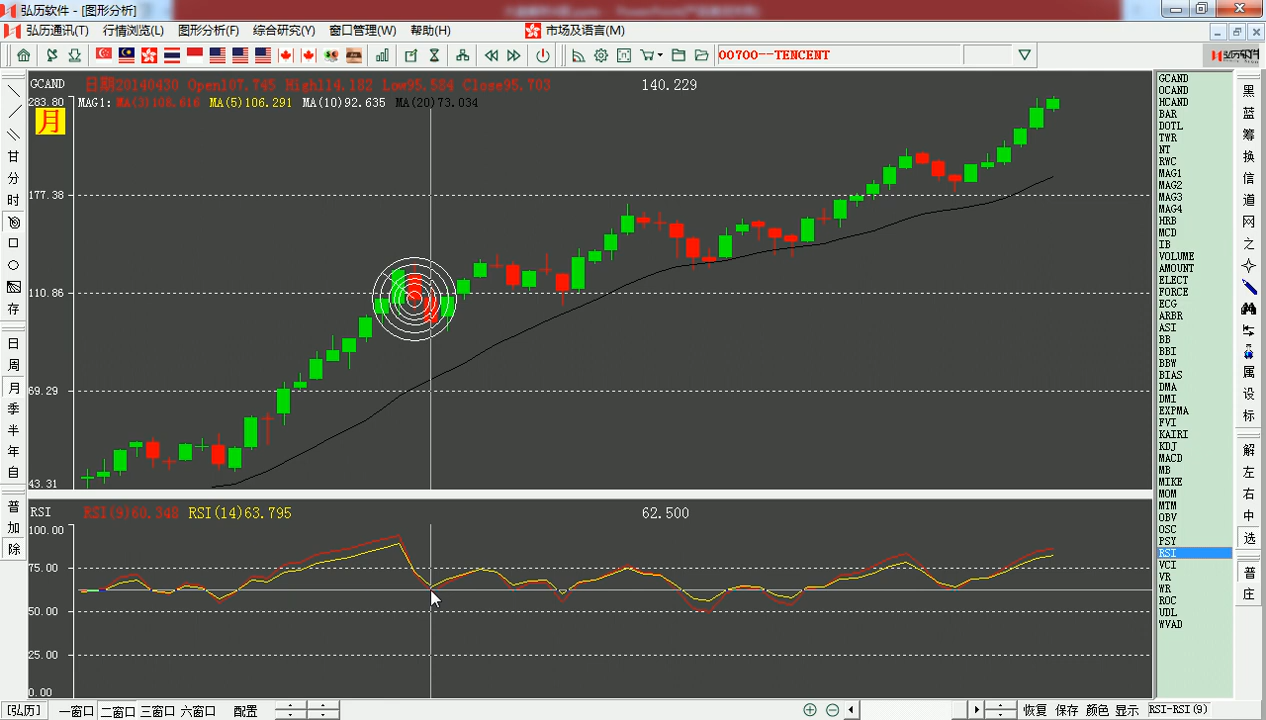 弘历软件 - [图形分析]
弘历通讯(T) 行情浏览(L) 图形分析(F) 综合研究(Y) 窗口管理(W) 帮助(H) 市场及语言(M)
00700--TENCENT
GCAND 日期20140430 Open107.745 High114.182 Low95.584 Close95.703 140.229
283.80 MAG1: MA(3)108.616 MA(5)106.291 MA(10)92.635 MA(20)73.034
月
177.38
110.86
69.29
43.31
RSI RSI(9)60.348 RSI(14)63.795 62.500
100.00
75.00
50.00
25.00
0.00
甘
分
时
存
日
周
月
季
半
年
自
普
加
除
GCAND
OCAND
HCAND
BAR
DOTL
TWR
NT
RWC
MAG1
MAG2
MAG3
MAG4
HRB
MCD
IB
VOLUME
AMOUNT
ELECT
FORCE
ECG
ARBR
ASI
BB
BBI
BBW
BIAS
DMA
DMI
EXPMA
FVI
KAIRI
KDJ
MACD
MB
MIKE
MOM
MTM
OBV
OSC
PSY
RSI
VCI
VR
WR
ROC
UDL
WVAD
黑
蓝
筹
换
信
道
网
之
属
设
标
解
左
右
中
选
普
庄
[弘历] 一窗口 二窗口 三窗口 六窗口 配置 恢复 保存 颜色 显示 RSI-RSI(9)